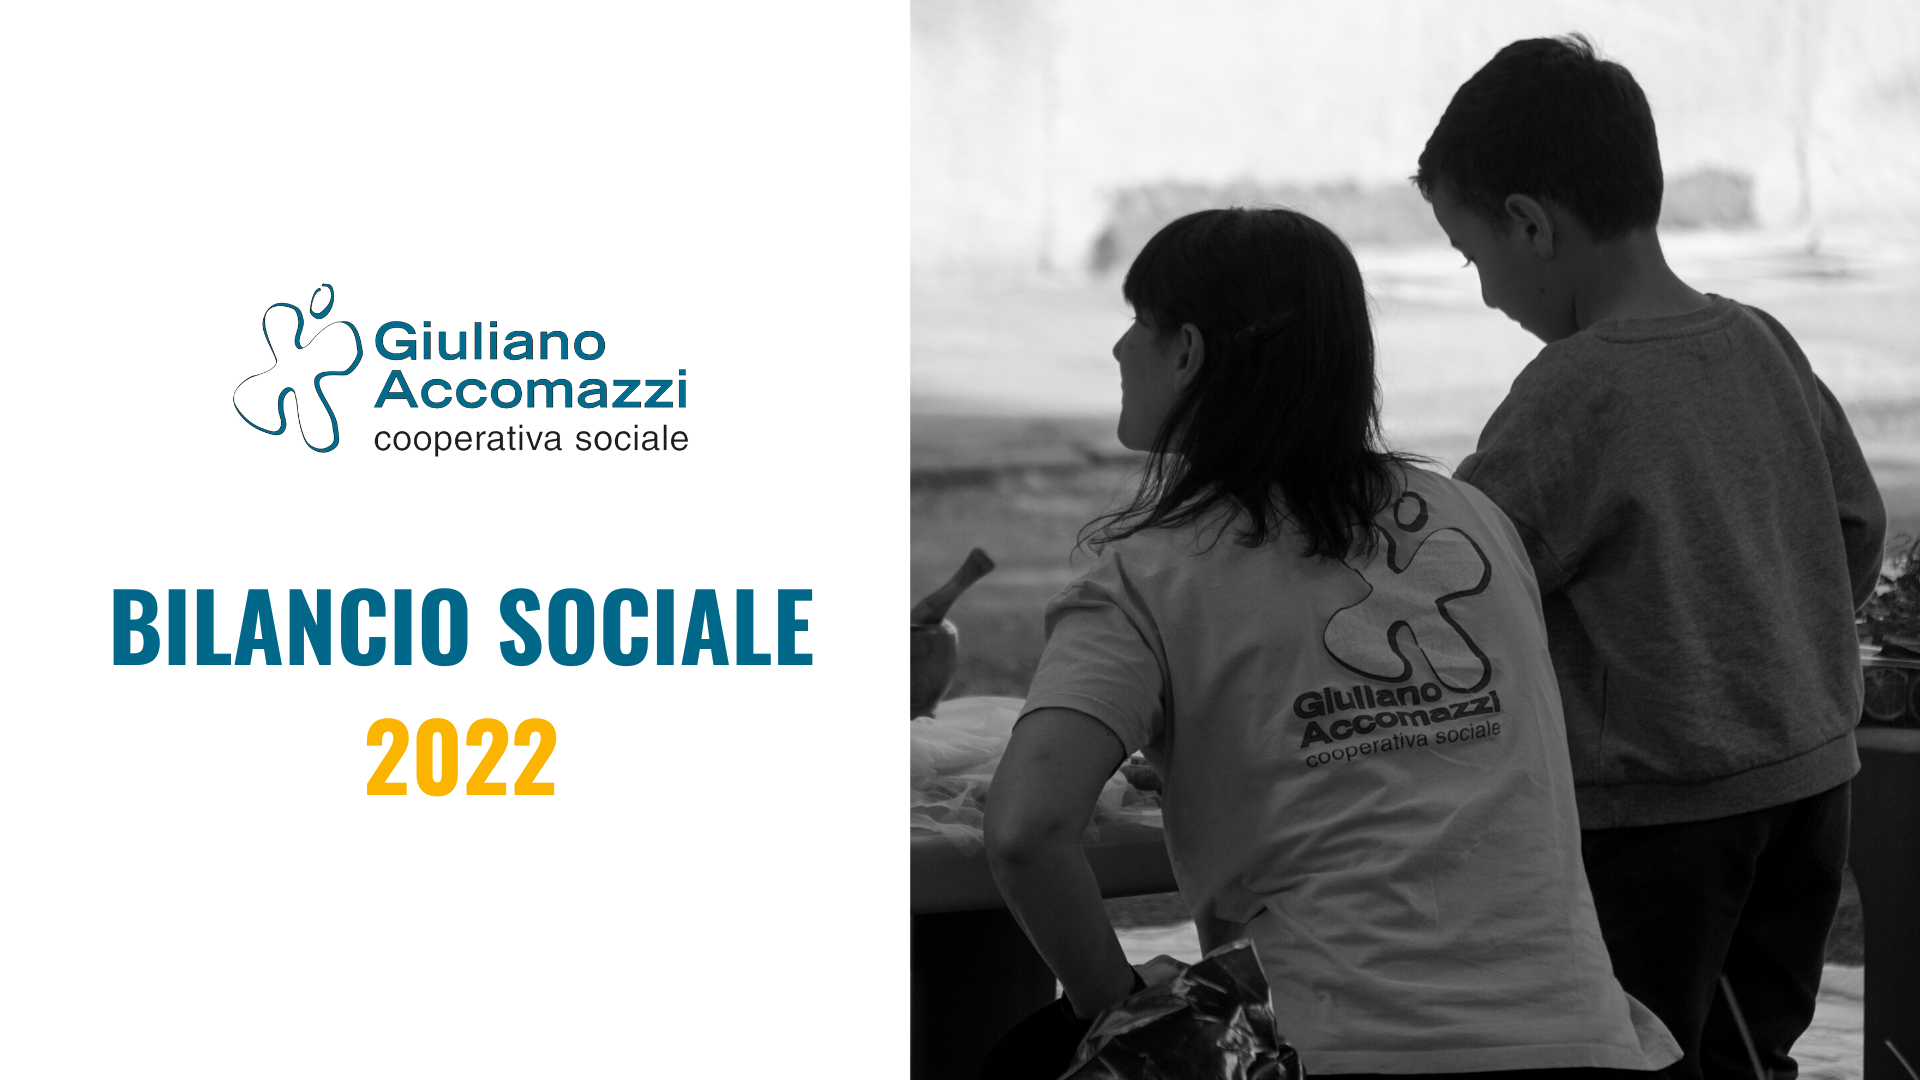 Giuliano
Accomazzi
cooperativa sociale
BILANCIO SOCIALE
2022
Giuliano
Accomazzi
cooperativa sociale